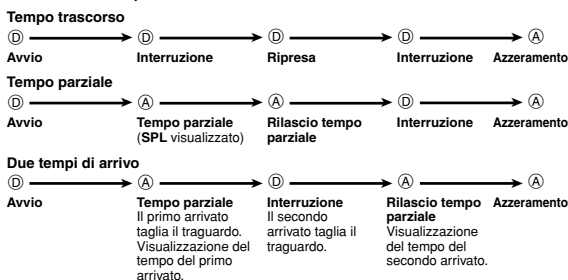 Tempo trascorso
D D D D A
Avvio Interruzione Ripresa Interruzione Azzeramento
Tempo parziale
D A A D A
Avvio Tempo parziale (SPL visualizzato) Rilascio tempo parziale Interruzione Azzeramento
Due tempi di arrivo
D A D A A
Avvio Tempo parziale Interruzione Rilascio tempo Azzeramento
Il primo arrivato Il secondo parziale
taglia il traguardo. arrivato taglia il Visualizzazione
Visualizzazione del traguardo. del tempo del
tempo del primo secondo arrivato.
arrivato.